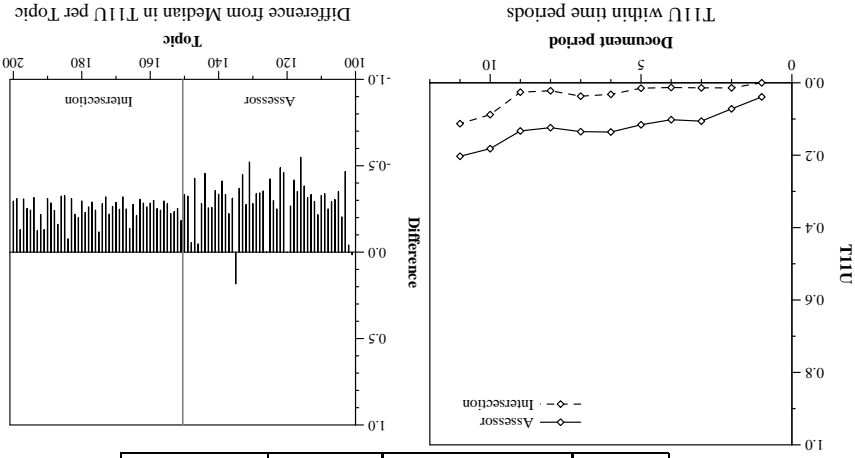 T11U
1.0
0.8
0.6
0.4
0.2
0.0
Assessor
Intersection
0 5 10
Document period
T11U within time periods
Difference
1.0
0.5
0.0
-0.5
-1.0
Assessor
Intersection
100 120 140 160 180 200
Topic
Difference from Median in T11U per Topic